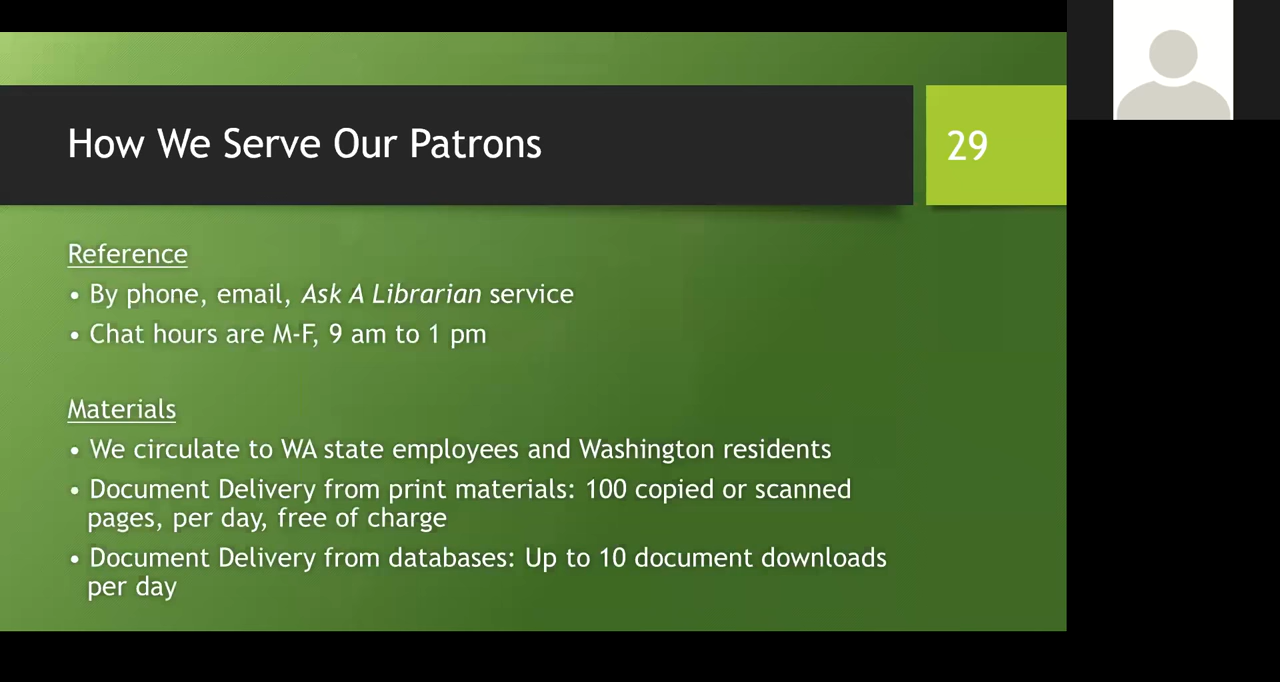 How We Serve Our Patrons
29
Reference
• By phone, email, Ask A Librarian service
• Chat hours are M-F, 9 am to 1 pm
Materials
• We circulate to WA state employees and Washington residents
• Document Delivery from print materials: 100 copied or scanned
pages, per day, free of charge
• Document Delivery from databases: Up to 10 document downloads
per day